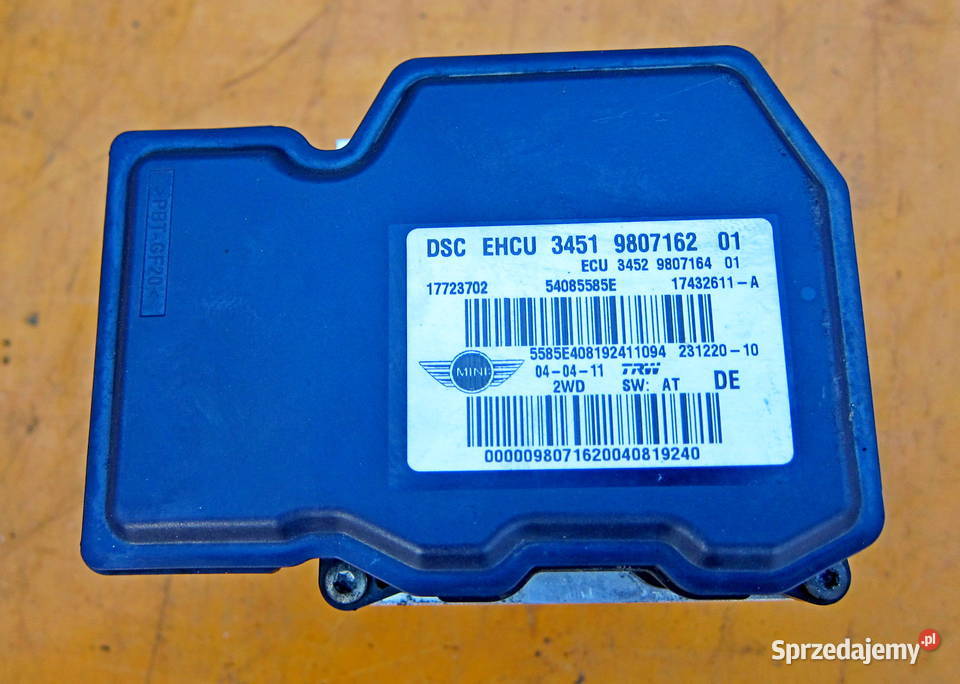 >PBT-GF20<
DSC EHCU 3451 9807162 01
ECU 3452 9807164 01
17723702 54085585E 17432611-A
5585E408192411094 231220-10
MINI 04-04-11 TRW
2WD SW: AT DE
0000098071620040819240
Sprzedajemy.pl